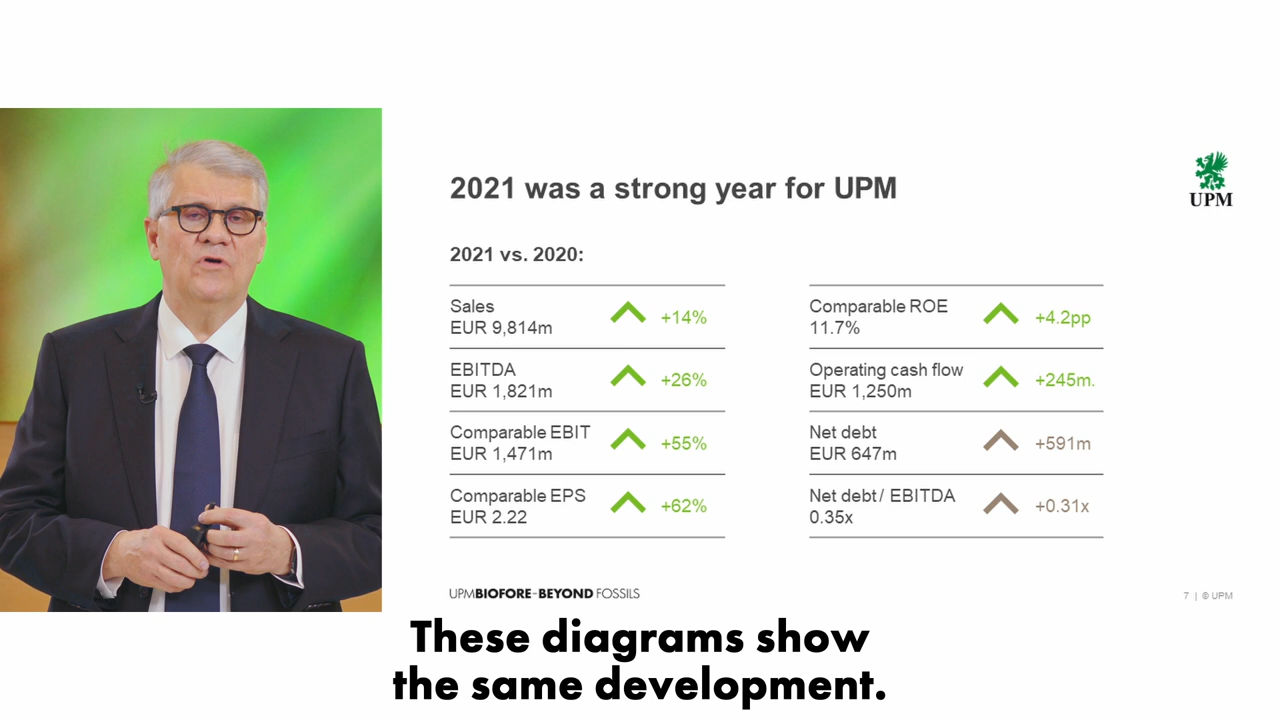 2021 was a strong year for UPM
UPM
2021 vs. 2020:
Sales
EUR 9,814m
+14%
EBITDA
EUR 1,821m
+26%
Comparable EBIT
EUR 1,471m
+55%
Comparable EPS
EUR 2.22
+62%
Comparable ROE
11.7%
+4.2pp
Operating cash flow
EUR 1,250m
+245m.
Net debt
EUR 647m
+591m
Net debt / EBITDA
0.35x
+0.31x
UPMBIOFORE-BEYOND FOSSILS
7 | © UPM
These diagrams show
the same development.